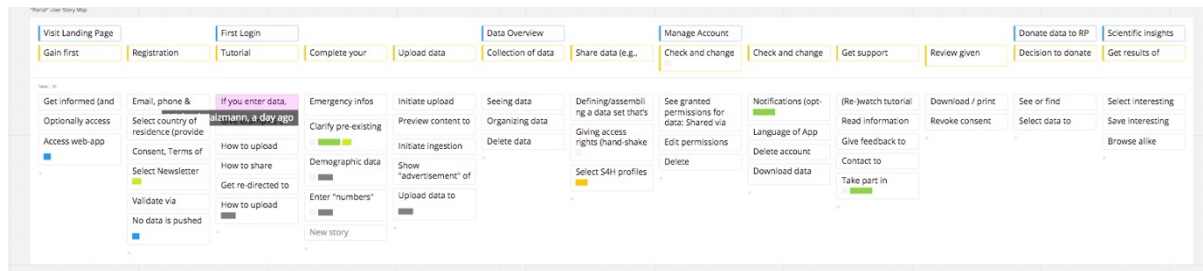 "Portal" User Story Map
Visit Landing Page
First Login
Data Overview
Manage Account
Donate data to RP
Scientific insights
Gain first
Registration
Tutorial
Complete your
Upload data
Collection of data
Share data (e.g.,
Check and change
Check and change
Get support
Review given
Decision to donate
Get results of
Get informed (and
Optionally access
Access web-app
Email, phone &
Select country of
residence (provide
Consent, Terms of
Select Newsletter
Validate via
No data is pushed
If you enter data,
aizmann, a day ago
How to upload
How to share
Get re-directed to
How to upload
Emergency infos
Clarify pre-existing
Demographic data
Enter "numbers"
New story
Initiate upload
Preview content to
Initiate ingestion
Show
"advertisement" of
Upload data to
Seeing data
Organizing data
Delete data
Defining/assembli
ng a data set that's
Giving access
rights (hand-shake
Select S4H profiles
See granted
permissions for
data: Shared via
Edit permissions
Delete
Notifications (opt-
Language of App
Delete account
Download data
(Re-)watch tutorial
Read information
Give feedback to
Contact to
Take part in
Download / print
Revoke consent
See or find
Select data to
Select interesting
Save interesting
Browse alike